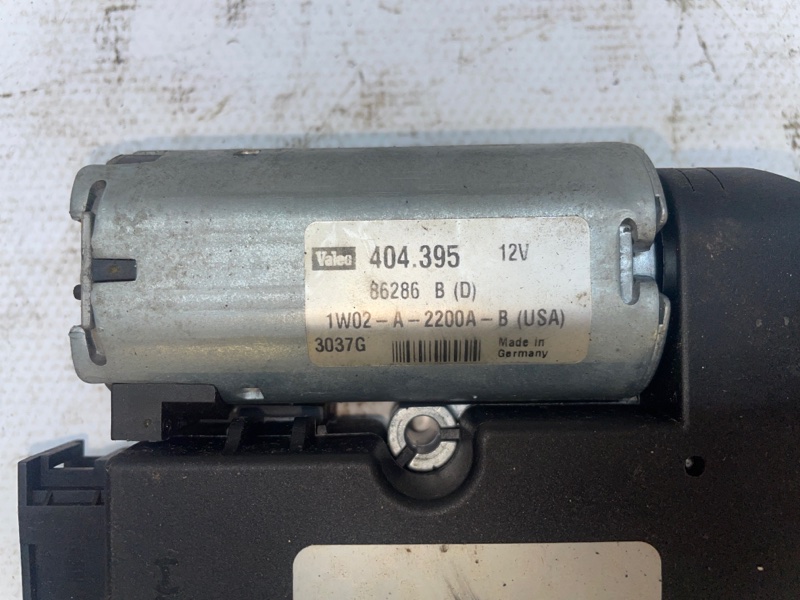 Valeo 404.395 12V
86286 B (D)
1W02-A-2200A-B (USA)
3037G Made in
Germany